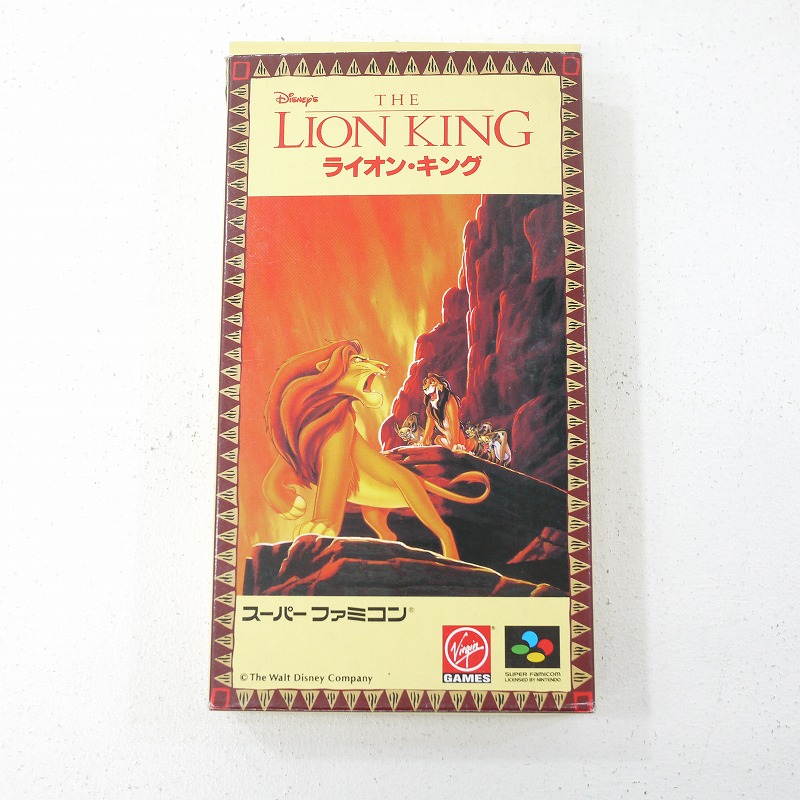 Disney's
THE
LION KING
ライオン・キング
スーパーファミコン®
© The Walt Disney Company
Virgin®
GAMES
SUPER FAMICOM
LICENSED BY NINTENDO